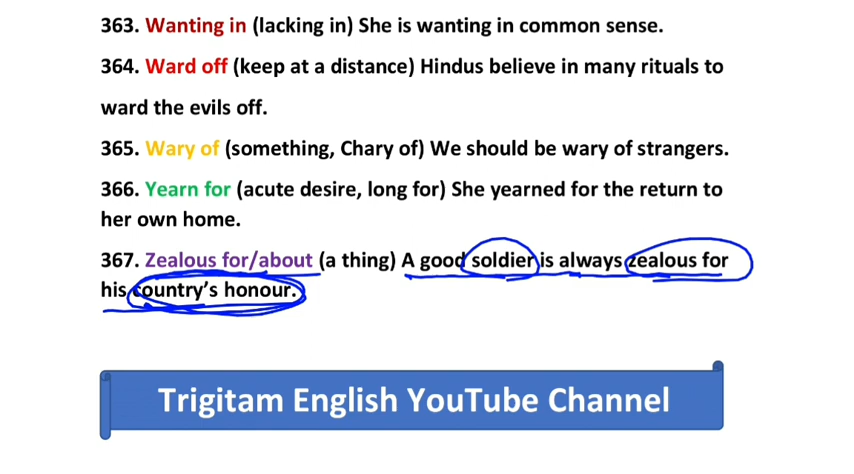 363. Wanting in (lacking in) She is wanting in common sense.
364. Ward off (keep at a distance) Hindus believe in many rituals to
ward the evils off.
365. Wary of (something, Chary of) We should be wary of strangers.
366. Yearn for (acute desire, long for) She yearned for the return to
her own home.
367. Zealous for/about (a thing) A good soldier is always zealous for
his country's honour.
Trigitam English YouTube Channel